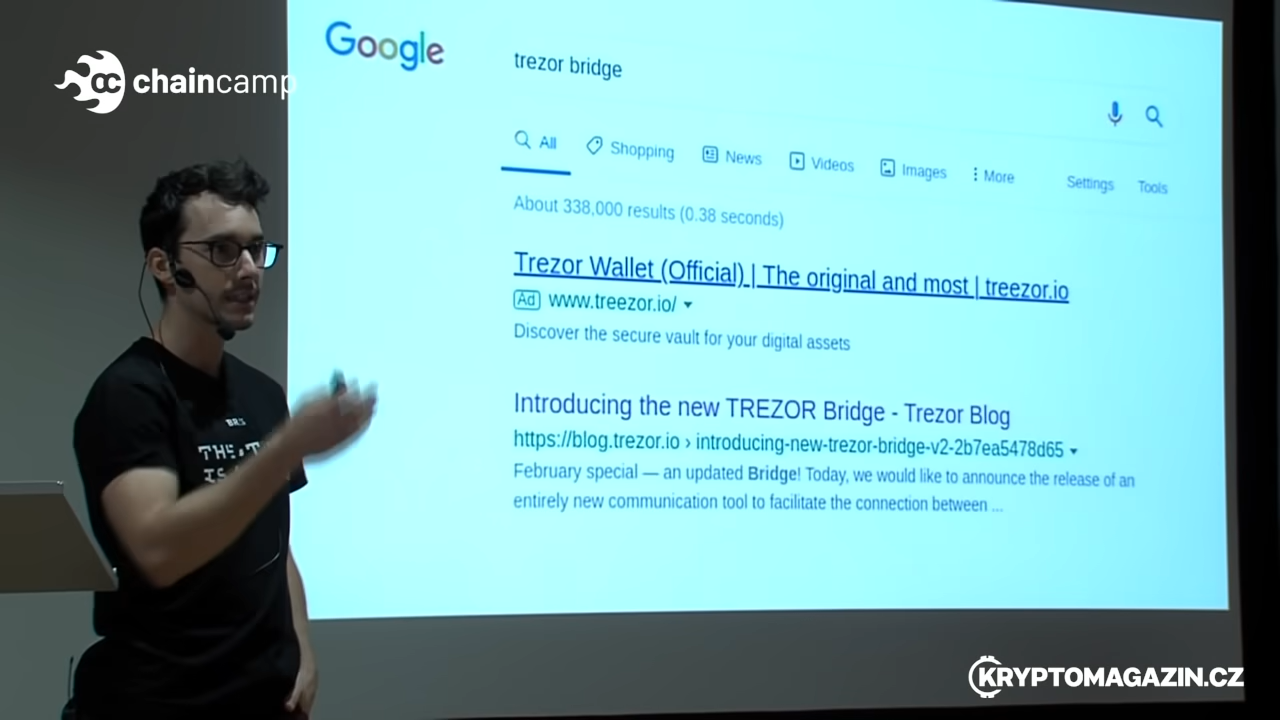 chaincamp
Google
trezor bridge
All Shopping News Videos Images More Settings Tools
About 338,000 results (0.38 seconds)
Trezor Wallet (Official) | The original and most | treezor.io
Ad www.treezor.io/
Discover the secure vault for your digital assets
Introducing the new TREZOR Bridge - Trezor Blog
https://blog.trezor.io › introducing-new-trezor-bridge-v2-2b7ea5478d65
February special — an updated Bridge! Today, we would like to announce the release of an
entirely new communication tool to facilitate the connection between ...
KRYPTOMAGAZIN.CZ